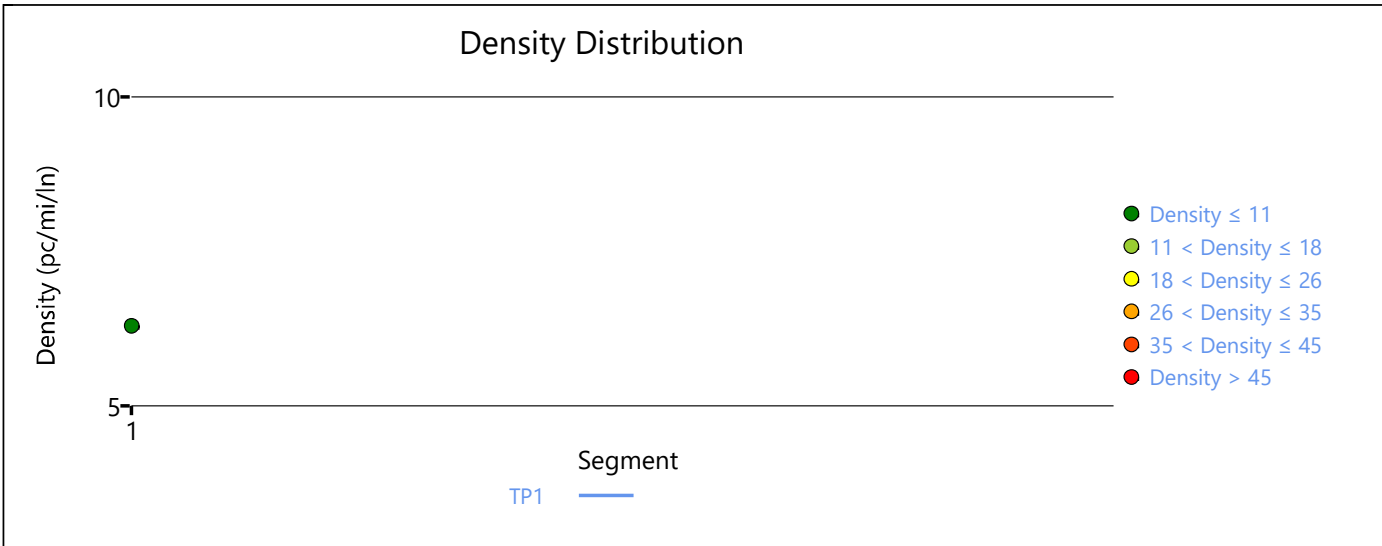 Density Distribution
10
Density (pc/mi/ln)
5
1
Segment
TP1
Density ≤ 11
11 < Density ≤ 18
18 < Density ≤ 26
26 < Density ≤ 35
35 < Density ≤ 45
Density > 45